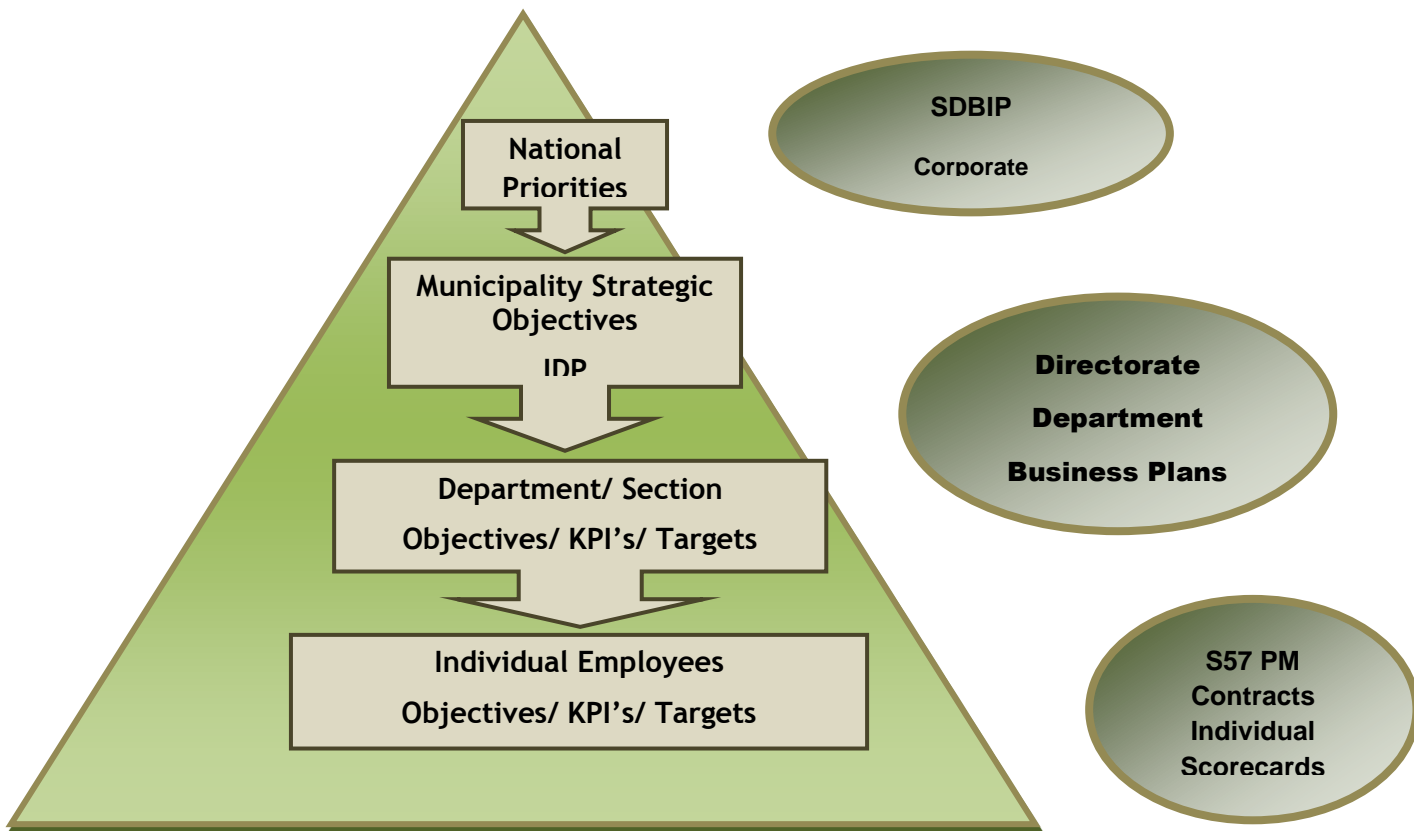 National
Priorities
Municipality Strategic
Objectives
IDP
Department/ Section
Objectives/ KPI’s/ Targets
Individual Employees
Objectives/ KPI’s/ Targets
SDBIP
Corporate
Directorate
Department
Business Plans
S57 PM
Contracts
Individual
Scorecards